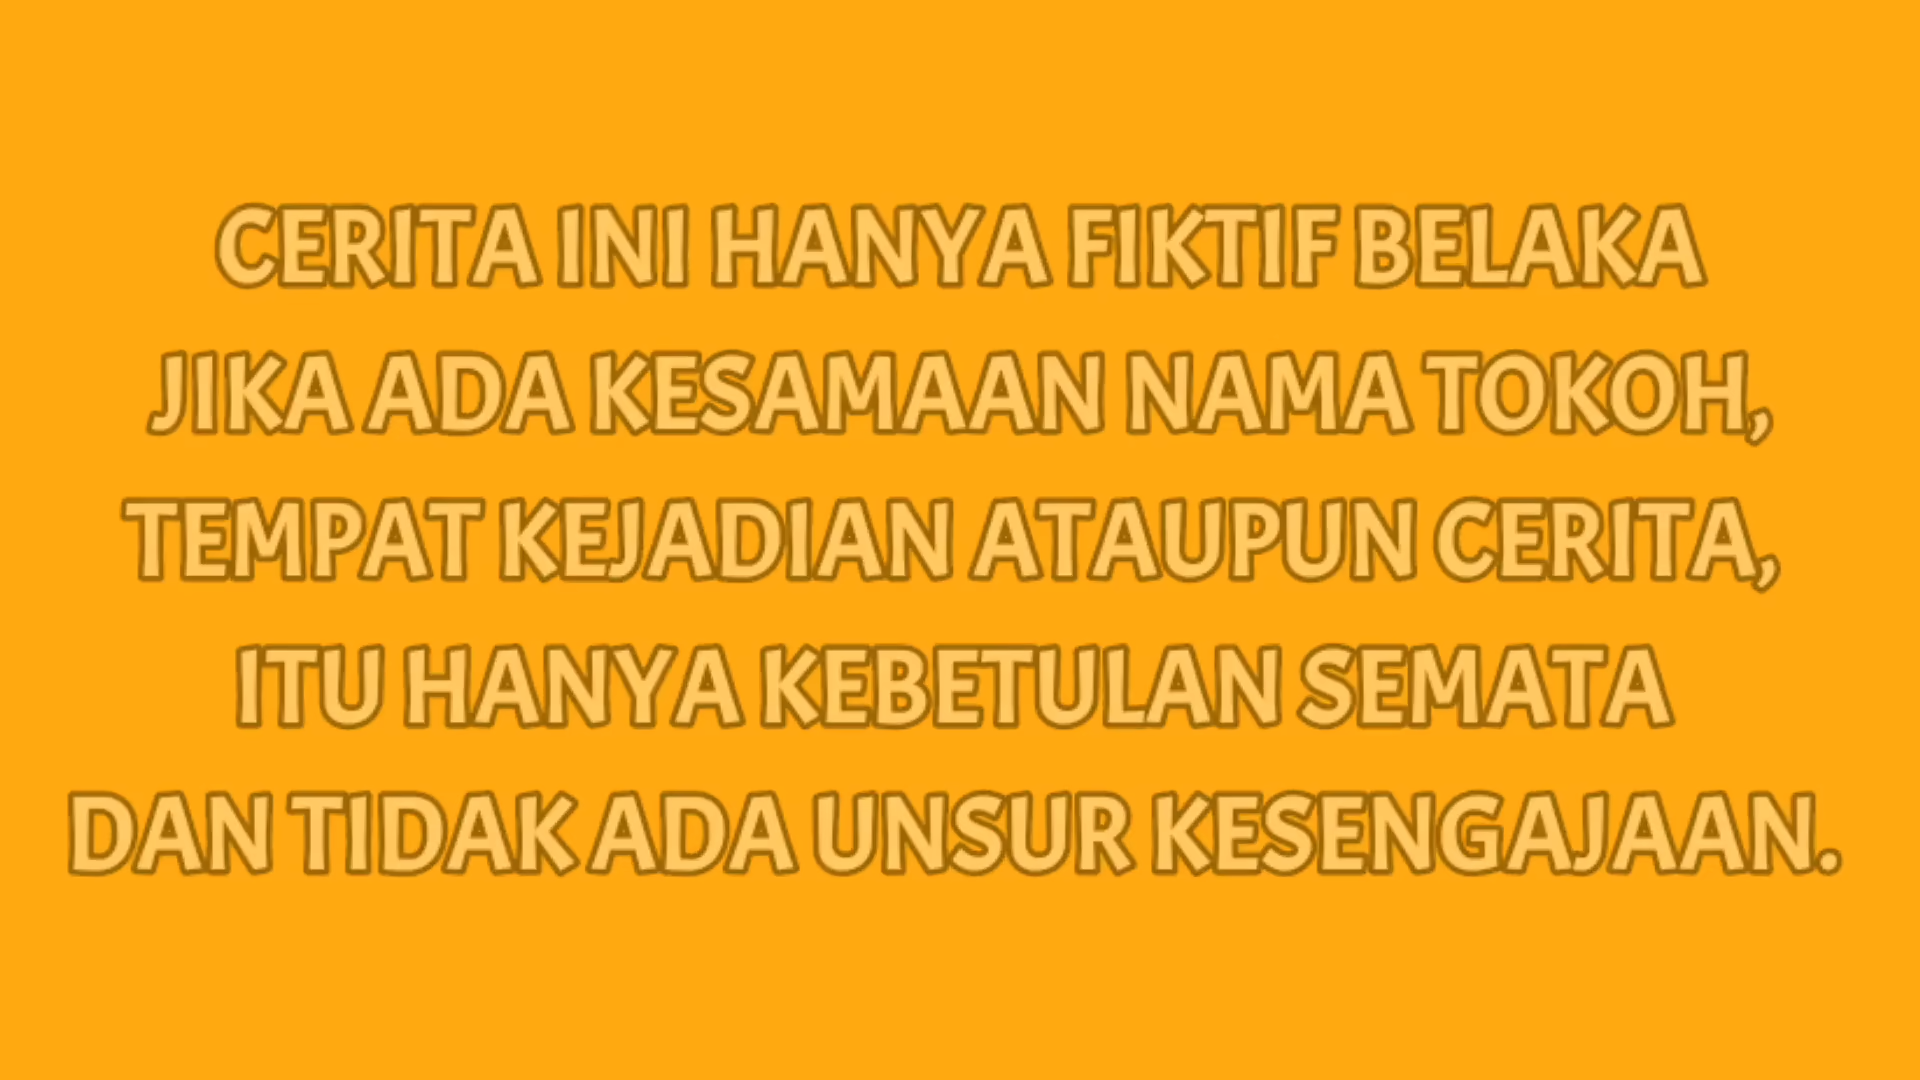 CERITA INI HANYA FIKTIF BELAKA
JIKA ADA KESAMAAN NAMA TOKOH,
TEMPAT KEJADIAN ATAUPUN CERITA,
ITU HANYA KEBETULAN SEMATA
DAN TIDAK ADA UNSUR KESENGAJAAN.